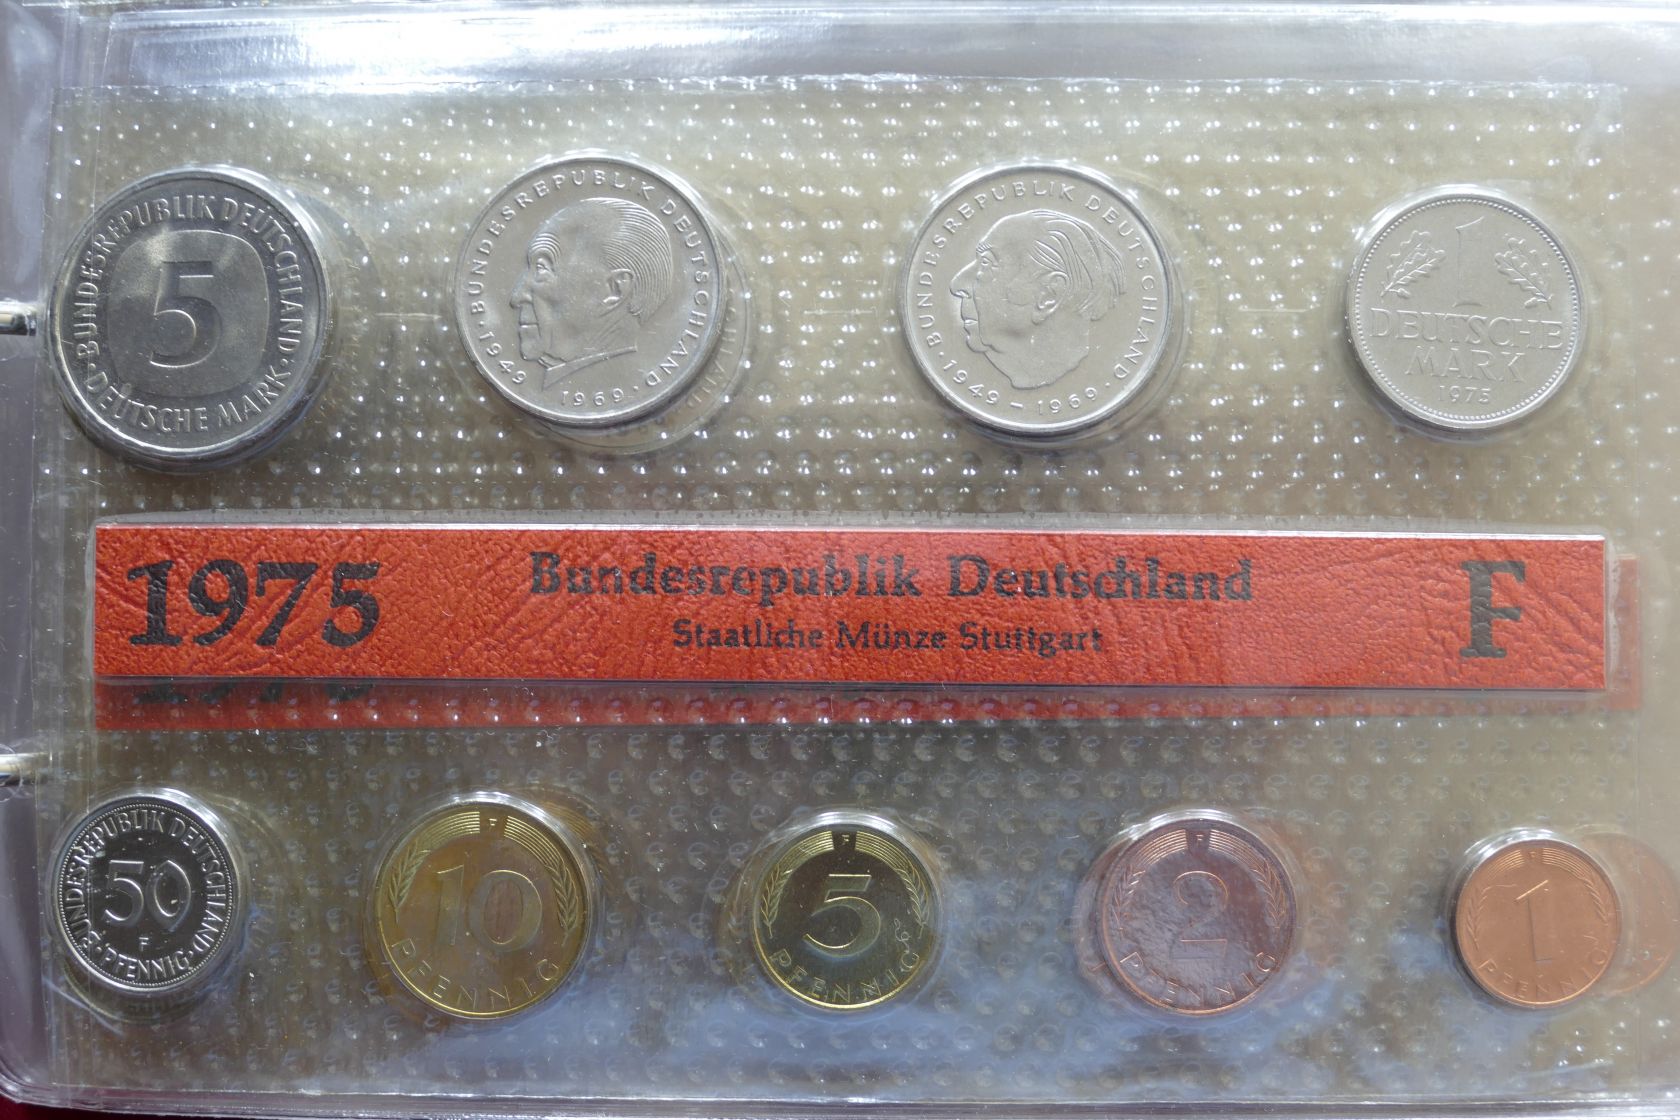 BUNDESREPUBLIK DEUTSCHLAND · DEUTSCHE MARK ·
5
· BUNDESREPUBLIK DEUTSCHLAND ·
1949 1969
· BUNDESREPUBLIK DEUTSCHLAND ·
1949 – 1969
1
DEUTSCHE
MARK
1975
1975
Bundesrepublik Deutschland
Staatliche Münze Stuttgart
F
BUNDESREPUBLIK DEUTSCHLAND
50
F
· PFENNIG ·
F
10
PFENNIG
F
5
PFENNIG
F
2
PFENNIG
F
1
PFENNIG